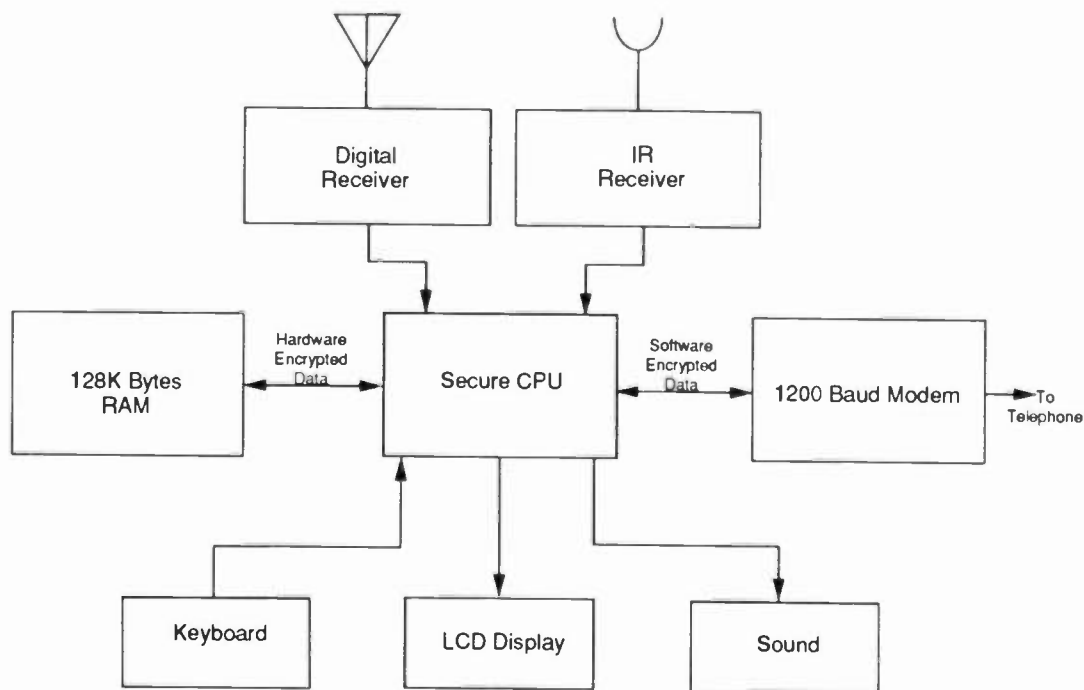 Digital
Receiver
IR
Receiver
128K Bytes
RAM
Hardware
Encrypted
Data
Secure CPU
Software
Encrypted
Data
1200 Baud Modem
To
Telephone
Keyboard
LCD Display
Sound